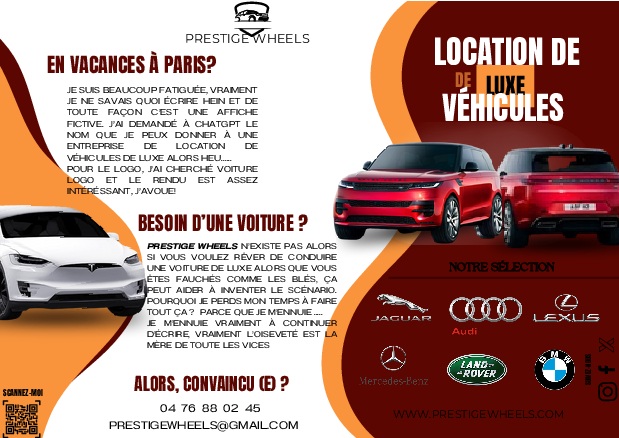 PRESTIGE WHEELS
EN VACANCES À PARIS?
JE SUIS BEAUCOUP FATIGUÉE, VRAIMENT
JE NE SAVAIS QUOI ÉCRIRE HEIN ET DE
TOUTE FAÇON C'EST UNE AFFICHE
FICTIVE. J'AI DEMANDÉ À CHATGPT LE
NOM QUE JE PEUX DONNER À UNE
ENTREPRISE DE LOCATION DE
VÉHICULES DE LUXE ALORS HEU.....
POUR LE LOGO, J'AI CHERCHÉ VOITURE
LOGO ET LE RENDU EST ASSEZ
INTÉRESSANT, J'AVOUE!
BESOIN D'UNE VOITURE ?
PRESTIGE WHEELS N'EXISTE PAS ALORS
SI VOUS VOULEZ RÊVER DE CONDUIRE
UNE VOITURE DE LUXE ALORS QUE VOUS
ÊTES FAUCHÉS COMME LES BLÉS, ÇA
PEUT AIDER À INVENTER LE SCÉNARIO.
POURQUOI JE PERDS MON TEMPS À FAIRE
TOUT ÇA ? PARCE QUE JE M'ENNUIE .....
JE M'ENNUIE VRAIMENT À CONTINUER
D'ÉCRIRE, VRAIMENT L'OISEVETÉ EST LA
MÈRE DE TOUTE LES VICES
ALORS, CONVAINCU (E) ?
04 76 88 02 45
PRESTIGEWHEELS@GMAIL.COM
SCANNEZ-MOI
LOCATION DE
DE LUXE
VÉHICULES
NOTRE SÉLECTION
JAGUAR
Audi
LEXUS
Mercedes-Benz
LAND ROVER
BMW
WWW.PRESTIGEWHEELS.COM